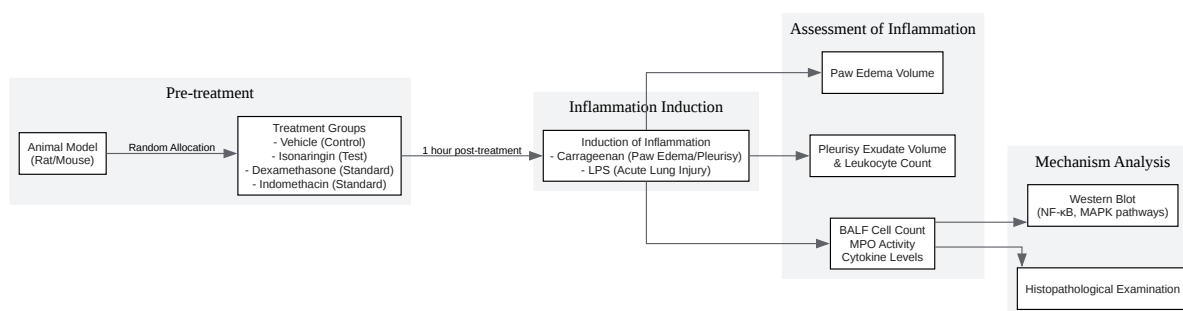 Pre-treatment
Animal Model
(Rat/Mouse)
Random Allocation
Treatment Groups
- Vehicle (Control)
- Isonaringin (Test)
- Dexamethasone (Standard)
- Indomethacin (Standard)
1 hour post-treatment
Inflammation Induction
Induction of Inflammation
- Carrageenan (Paw Edema/Pleurisy)
- LPS (Acute Lung Injury)
Assessment of Inflammation
Paw Edema Volume
Pleurisy Exudate Volume
& Leukocyte Count
BALF Cell Count
MPO Activity
Cytokine Levels
Mechanism Analysis
Western Blot
(NF-κB, MAPK pathways)
Histopathological Examination